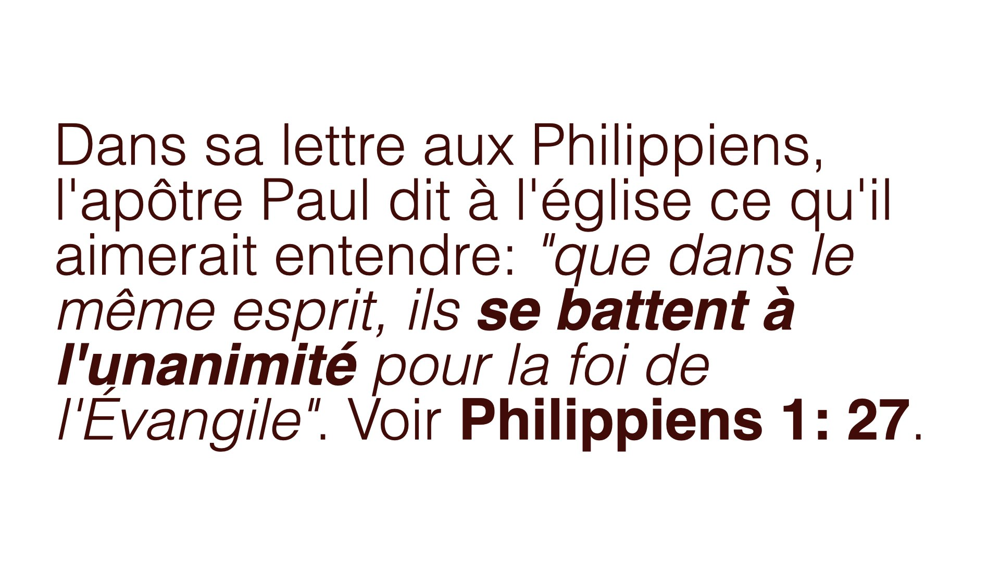 Dans sa lettre aux Philippiens,
l'apôtre Paul dit à l'église ce qu'il
aimerait entendre: "que dans le
même esprit, ils se battent à
l'unanimité pour la foi de
l'Évangile". Voir Philippiens 1: 27.